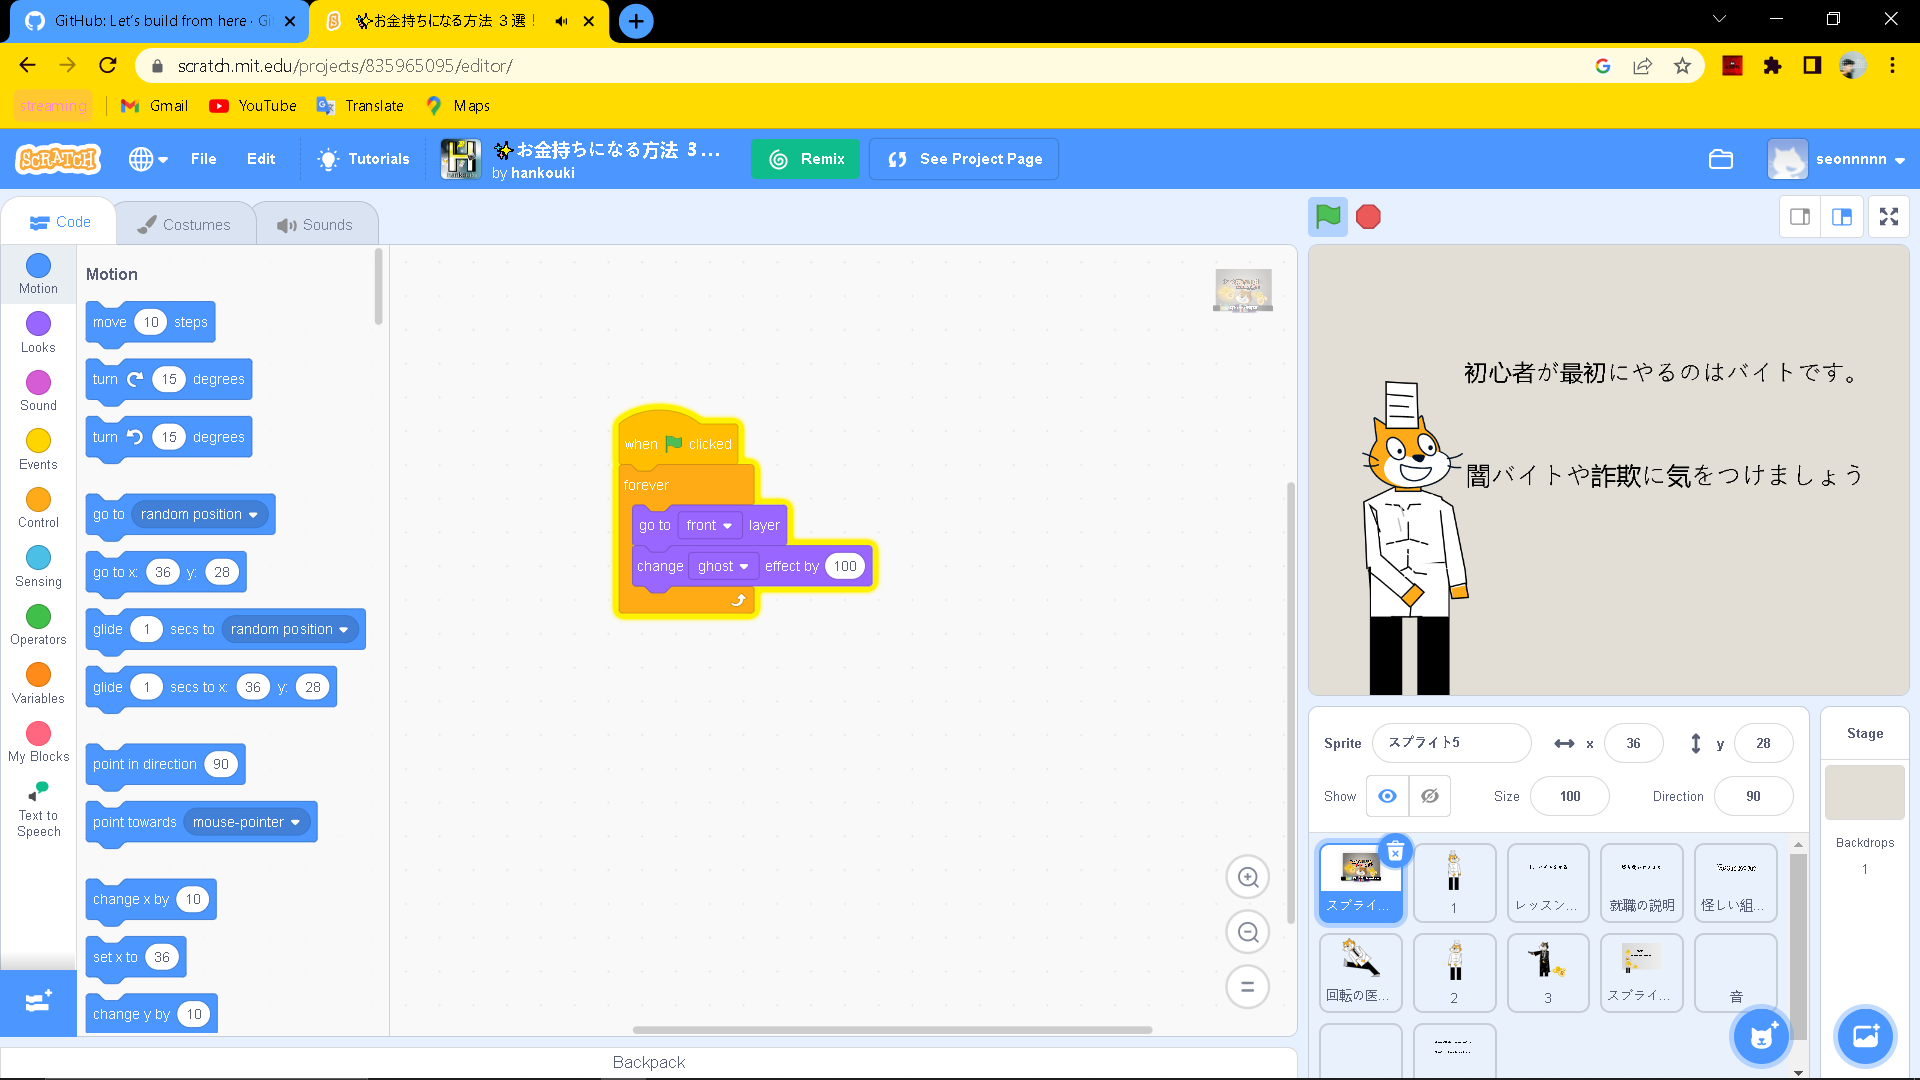 GitHub: Let's build from here · Gi
✨お金持ちになる方法 3選！
scratch.mit.edu/projects/835965095/editor/
streaming
Gmail
YouTube
Translate
Maps
SCRATCH
File
Edit
Tutorials
✨お金持ちになる方法 3...
by hankouki
Remix
See Project Page
seonnnnn
Code
Costumes
Sounds
Motion
Looks
Sound
Events
Control
Sensing
Operators
Variables
My Blocks
Text to
Speech
Motion
move 10 steps
turn 15 degrees
turn 15 degrees
go to random position
go to x: 36 y: 28
glide 1 secs to random position
glide 1 secs to x: 36 y: 28
point in direction 90
point towards mouse-pointer
change x by 10
set x to 36
change y by 10
when clicked
forever
go to front layer
change ghost effect by 100
Backpack
初心者が最初にやるのはバイトです。
闇バイトや詐欺に気をつけましょう
Sprite スプライト5 x 36 y 28
Show Size 100 Direction 90
スプライ...
1
レッスン...
就職の説明
怪しい組...
回転の医...
2
3
スプライ...
音
Stage
Backdrops
1